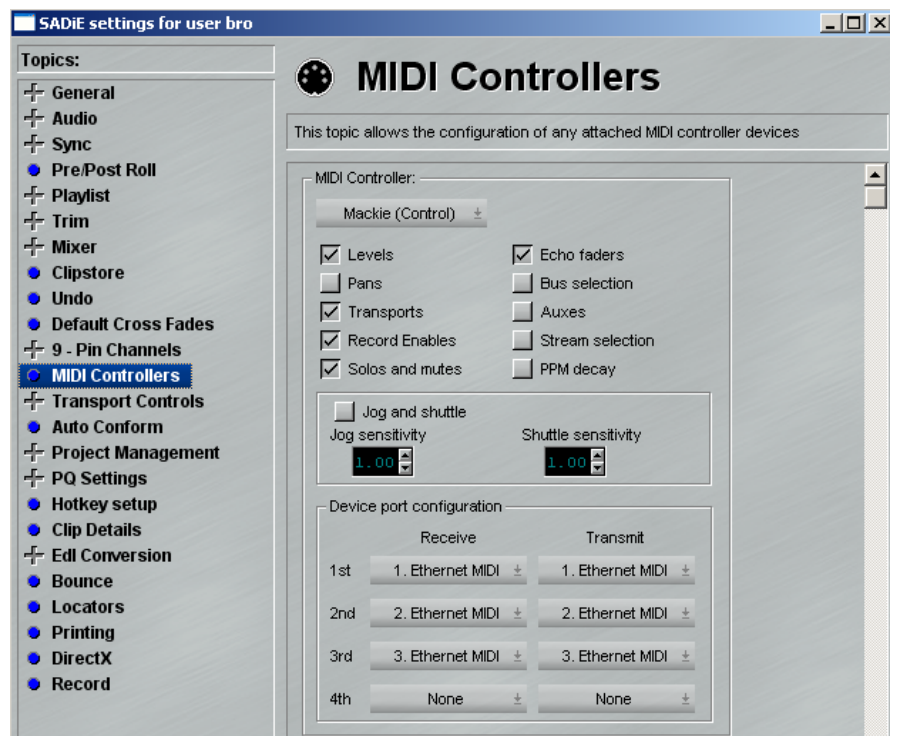 SADiE settings for user bro
Topics:
General
Audio
Sync
Pre/Post Roll
Playlist
Trim
Mixer
Clipstore
Undo
Default Cross Fades
9 - Pin Channels
MIDI Controllers
Transport Controls
Auto Conform
Project Management
PQ Settings
Hotkey setup
Clip Details
Edl Conversion
Bounce
Locators
Printing
DirectX
Record
MIDI Controllers
This topic allows the configuration of any attached MIDI controller devices
MIDI Controller:
Mackie (Control)
Levels Echo faders
Pans Bus selection
Transports Auxes
Record Enables Stream selection
Solos and mutes PPM decay
Jog and shuttle
Jog sensitivity Shuttle sensitivity
1.00 1.00
Device port configuration
Receive Transmit
1st 1. Ethernet MIDI 1. Ethernet MIDI
2nd 2. Ethernet MIDI 2. Ethernet MIDI
3rd 3. Ethernet MIDI 3. Ethernet MIDI
4th None None